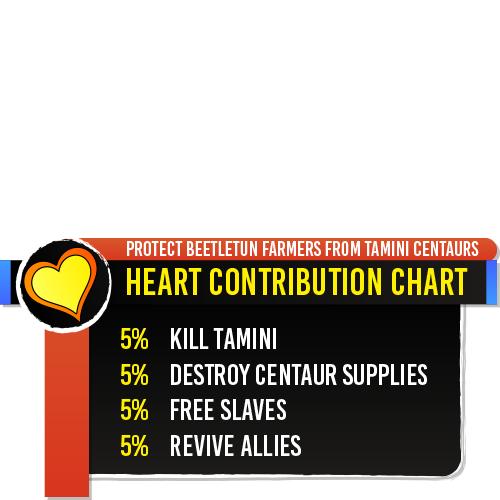 PROTECT BEETLETUN FARMERS FROM TAMINI CENTAURS
HEART CONTRIBUTION CHART
5% KILL TAMINI
5% DESTROY CENTAUR SUPPLIES
5% FREE SLAVES
5% REVIVE ALLIES